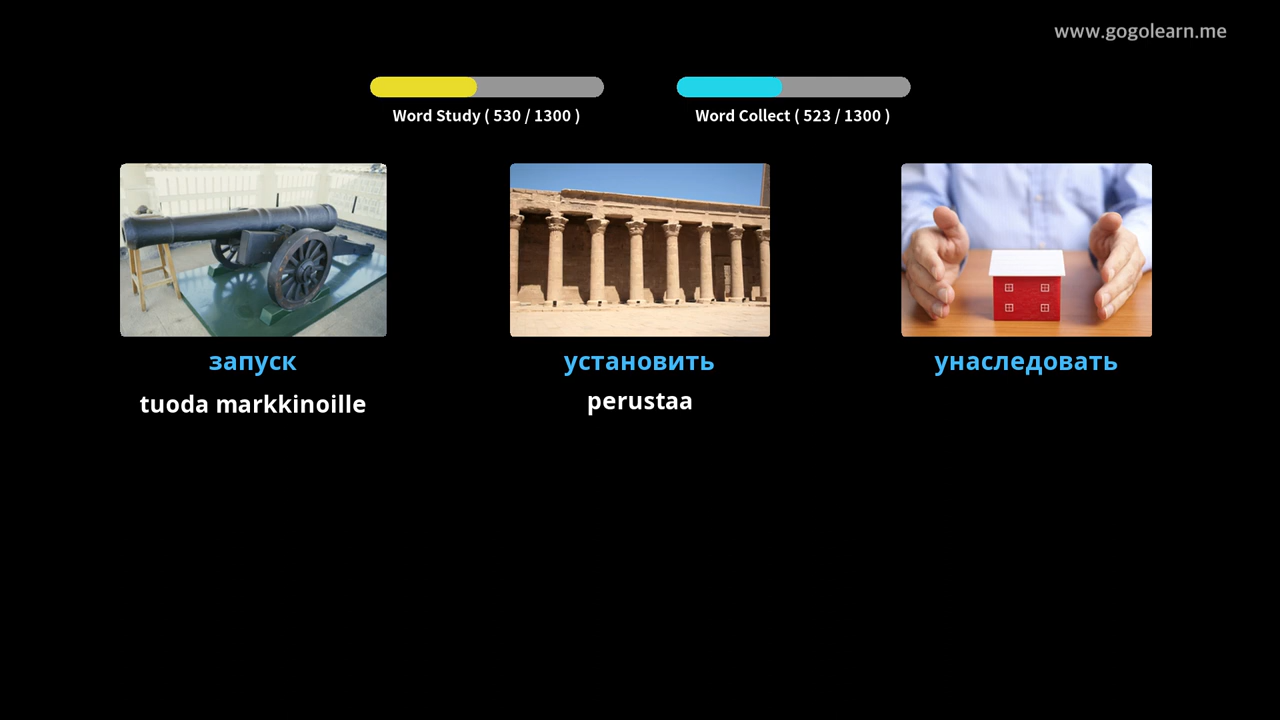 www.gogolearn.me
Word Study ( 530 / 1300 )
Word Collect ( 523 / 1300 )
запуск
установить
унаследовать
tuoda markkinoille
perustaa